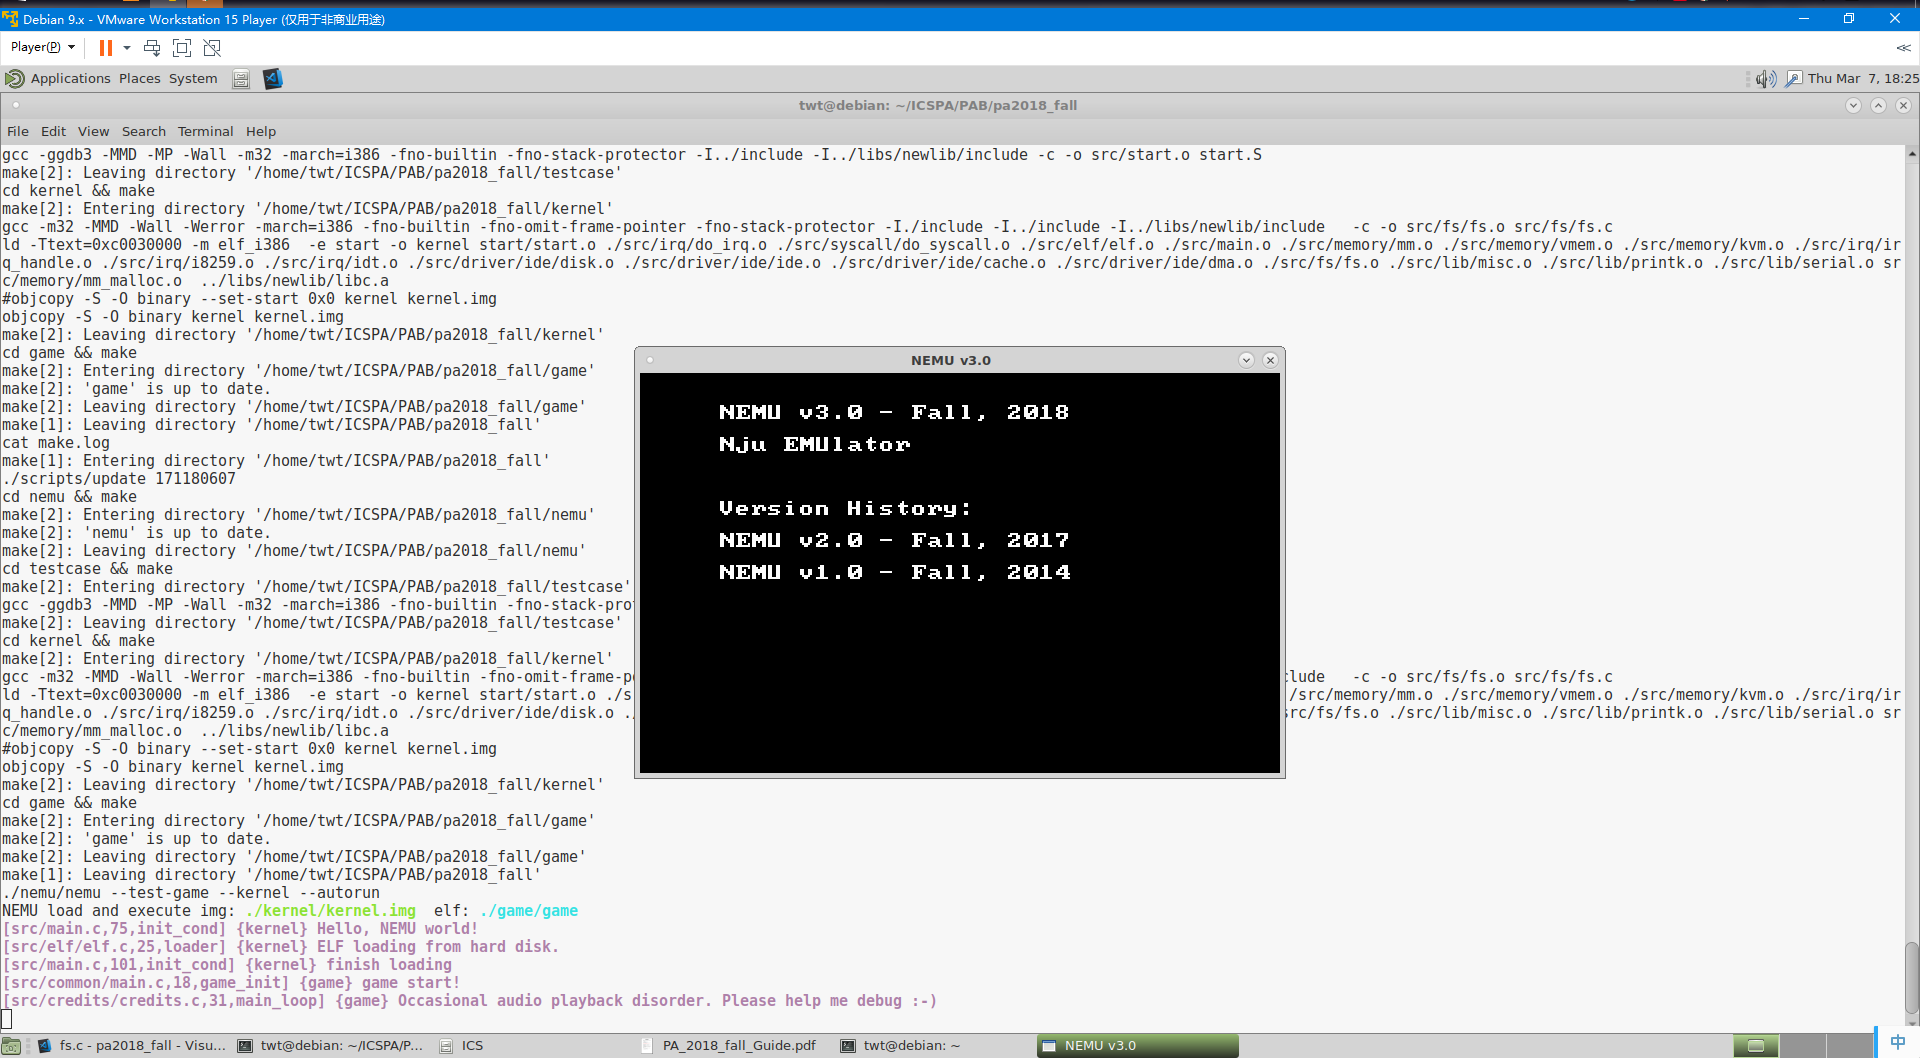 Debian 9.x - VMware Workstation 15 Player (仅用于非商业用途)
Player(P)
Applications Places System
Thu Mar 7, 18:25
twt@debian: ~/ICSPA/PAB/pa2018_fall
File Edit View Search Terminal Help
gcc -ggdb3 -MMD -MP -Wall -m32 -march=i386 -fno-builtin -fno-stack-protector -I../include -I../libs/newlib/include -c -o src/start.o start.S
make[2]: Leaving directory '/home/twt/ICSPA/PAB/pa2018_fall/testcase'
cd kernel && make
make[2]: Entering directory '/home/twt/ICSPA/PAB/pa2018_fall/kernel'
gcc -m32 -MMD -Wall -Werror -march=i386 -fno-builtin -fno-omit-frame-pointer -fno-stack-protector -I./include -I../include -I../libs/newlib/include   -c -o src/fs/fs.o src/fs/fs.c
ld -Ttext=0xc0030000 -m elf_i386  -e start -o kernel start/start.o ./src/irq/do_irq.o ./src/syscall/do_syscall.o ./src/elf/elf.o ./src/main.o ./src/memory/mm.o ./src/memory/vmem.o ./src/memory/kvm.o ./src/irq/ir
q_handle.o ./src/irq/i8259.o ./src/irq/idt.o ./src/driver/ide/disk.o ./src/driver/ide/ide.o ./src/driver/ide/cache.o ./src/driver/ide/dma.o ./src/fs/fs.o ./src/lib/misc.o ./src/lib/printk.o ./src/lib/serial.o sr
c/memory/mm_malloc.o  ../libs/newlib/libc.a
#objcopy -S -O binary --set-start 0x0 kernel kernel.img
objcopy -S -O binary kernel kernel.img
make[2]: Leaving directory '/home/twt/ICSPA/PAB/pa2018_fall/kernel'
cd game && make
make[2]: Entering directory '/home/twt/ICSPA/PAB/pa2018_fall/game'
make[2]: 'game' is up to date.
make[2]: Leaving directory '/home/twt/ICSPA/PAB/pa2018_fall/game'
make[1]: Leaving directory '/home/twt/ICSPA/PAB/pa2018_fall'
cat make.log
make[1]: Entering directory '/home/twt/ICSPA/PAB/pa2018_fall'
./scripts/update 171180607
cd nemu && make
make[2]: Entering directory '/home/twt/ICSPA/PAB/pa2018_fall/nemu'
make[2]: 'nemu' is up to date.
make[2]: Leaving directory '/home/twt/ICSPA/PAB/pa2018_fall/nemu'
cd testcase && make
make[2]: Entering directory '/home/twt/ICSPA/PAB/pa2018_fall/testcase'
gcc -ggdb3 -MMD -MP -Wall -m32 -march=i386 -fno-builtin -fno-stack-pro
make[2]: Leaving directory '/home/twt/ICSPA/PAB/pa2018_fall/testcase'
cd kernel && make
make[2]: Entering directory '/home/twt/ICSPA/PAB/pa2018_fall/kernel'
gcc -m32 -MMD -Wall -Werror -march=i386 -fno-builtin -fno-omit-frame-p clude   -c -o src/fs/fs.o src/fs/fs.c
ld -Ttext=0xc0030000 -m elf_i386  -e start -o kernel start/start.o ./s /src/memory/mm.o ./src/memory/vmem.o ./src/memory/kvm.o ./src/irq/ir
q_handle.o ./src/irq/i8259.o ./src/irq/idt.o ./src/driver/ide/disk.o . src/fs/fs.o ./src/lib/misc.o ./src/lib/printk.o ./src/lib/serial.o sr
c/memory/mm_malloc.o  ../libs/newlib/libc.a
#objcopy -S -O binary --set-start 0x0 kernel kernel.img
objcopy -S -O binary kernel kernel.img
make[2]: Leaving directory '/home/twt/ICSPA/PAB/pa2018_fall/kernel'
cd game && make
make[2]: Entering directory '/home/twt/ICSPA/PAB/pa2018_fall/game'
make[2]: 'game' is up to date.
make[2]: Leaving directory '/home/twt/ICSPA/PAB/pa2018_fall/game'
make[1]: Leaving directory '/home/twt/ICSPA/PAB/pa2018_fall'
./nemu/nemu --test-game --kernel --autorun
NEMU load and execute img: ./kernel/kernel.img  elf: ./game/game
[src/main.c,75,init_cond] {kernel} Hello, NEMU world!
[src/elf/elf.c,25,loader] {kernel} ELF loading from hard disk.
[src/main.c,101,init_cond] {kernel} finish loading
[src/common/main.c,18,game_init] {game} game start!
[src/credits/credits.c,31,main_loop] {game} Occasional audio playback disorder. Please help me debug :-)
NEMU v3.0
NEMU v3.0 - Fall, 2018
Nju EMUlator
Version History:
NEMU v2.0 - Fall, 2017
NEMU v1.0 - Fall, 2014
fs.c - pa2018_fall - Visu...
twt@debian: ~/ICSPA/P...
ICS
PA_2018_fall_Guide.pdf
twt@debian: ~
NEMU v3.0
中